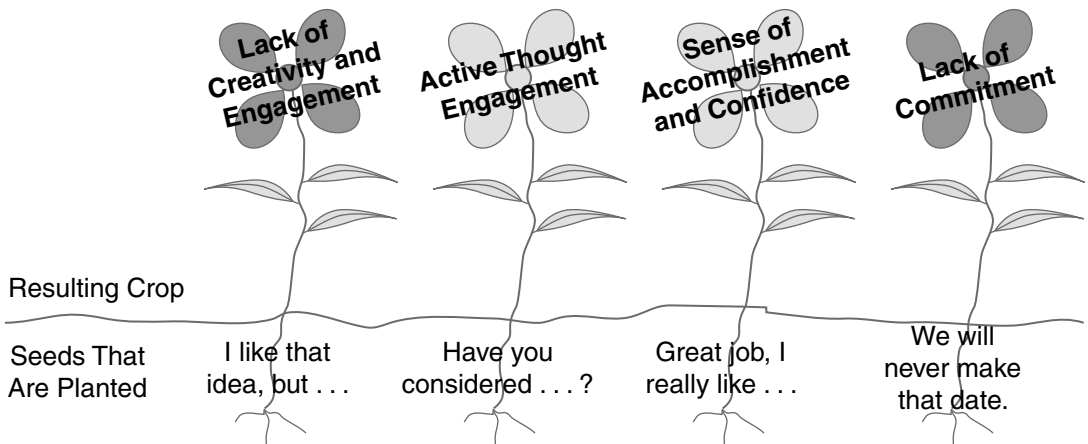 Lack of
Creativity and
Engagement
Active Thought
Engagement
Sense of
Accomplishment
and Confidence
Lack of
Commitment
Resulting Crop
Seeds That
Are Planted
I like that
idea, but . . .
Have you
considered . . . ?
Great job, I
really like . . .
We will
never make
that date.